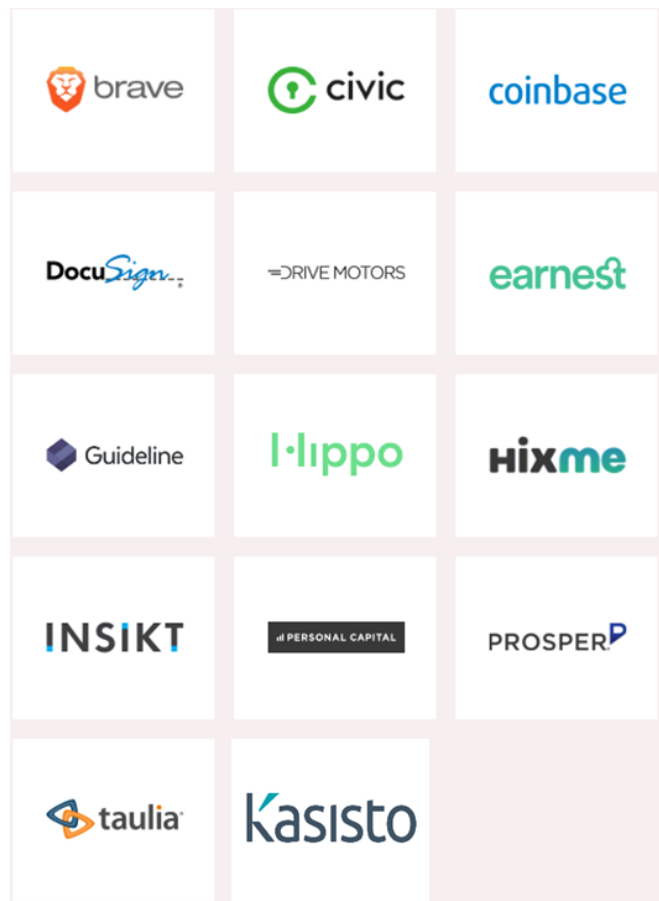 brave
civic
coinbase
DocuSign
DRIVE MOTORS
earnest
Guideline
Hippo
HIXme
INSIKT
PERSONAL CAPITAL
PROSPER
taulia
Kasisto